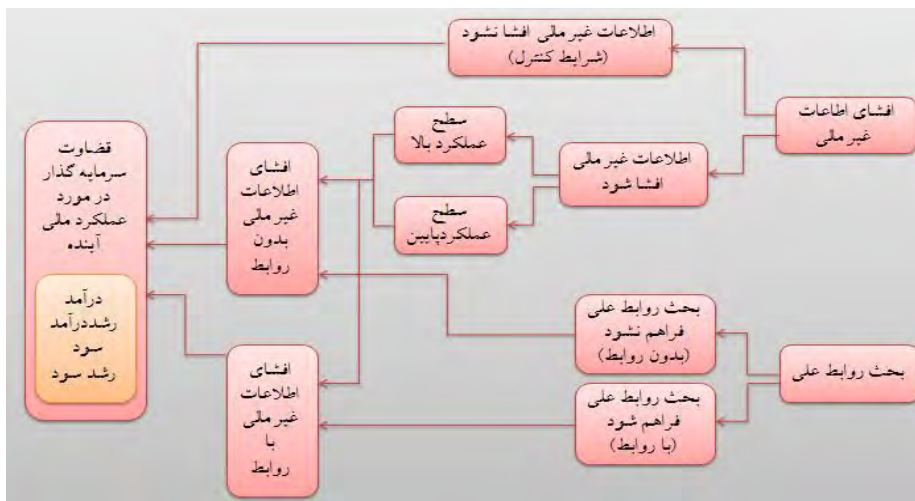 افشای اطاعات
غیر مالی
اطلاعات غیر مالی افشا نشود
(شرایط کنترل)
اطلاعات غیر مالی
افشا شود
سطح
عملکرد بالا
سطح
عملکردپایین
بحث روابط علی
بحث روابط علی
فراهم نشود
(بدون روابط)
بحث روابط علی
فراهم شود
(با روابط)
افشای
اطلاعات
غیر مالی
بدون
روابط
افشای
اطلاعات
غیر مالی
با
روابط
قضاوت
سرمایه گذار
در مورد
عملکرد مالی
آینده
درآمد
رشددرآمد
سود
رشد سود